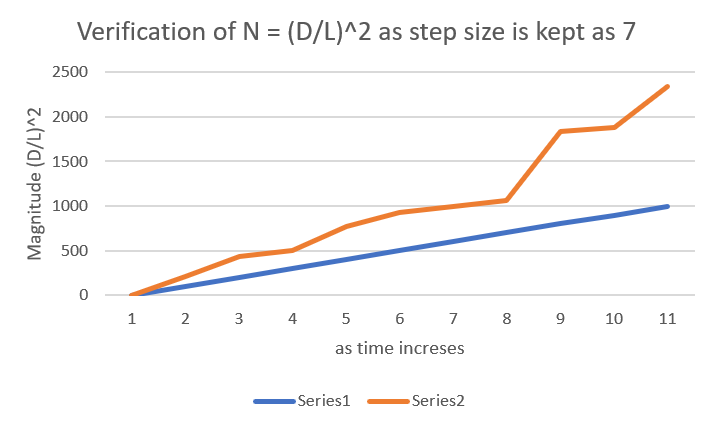 Verification of N = (D/L)^2 as step size is kept as 7
Magnitude (D/L)^2
2500
2000
1500
1000
500
0
1 2 3 4 5 6 7 8 9 10 11
as time increses
Series1 Series2